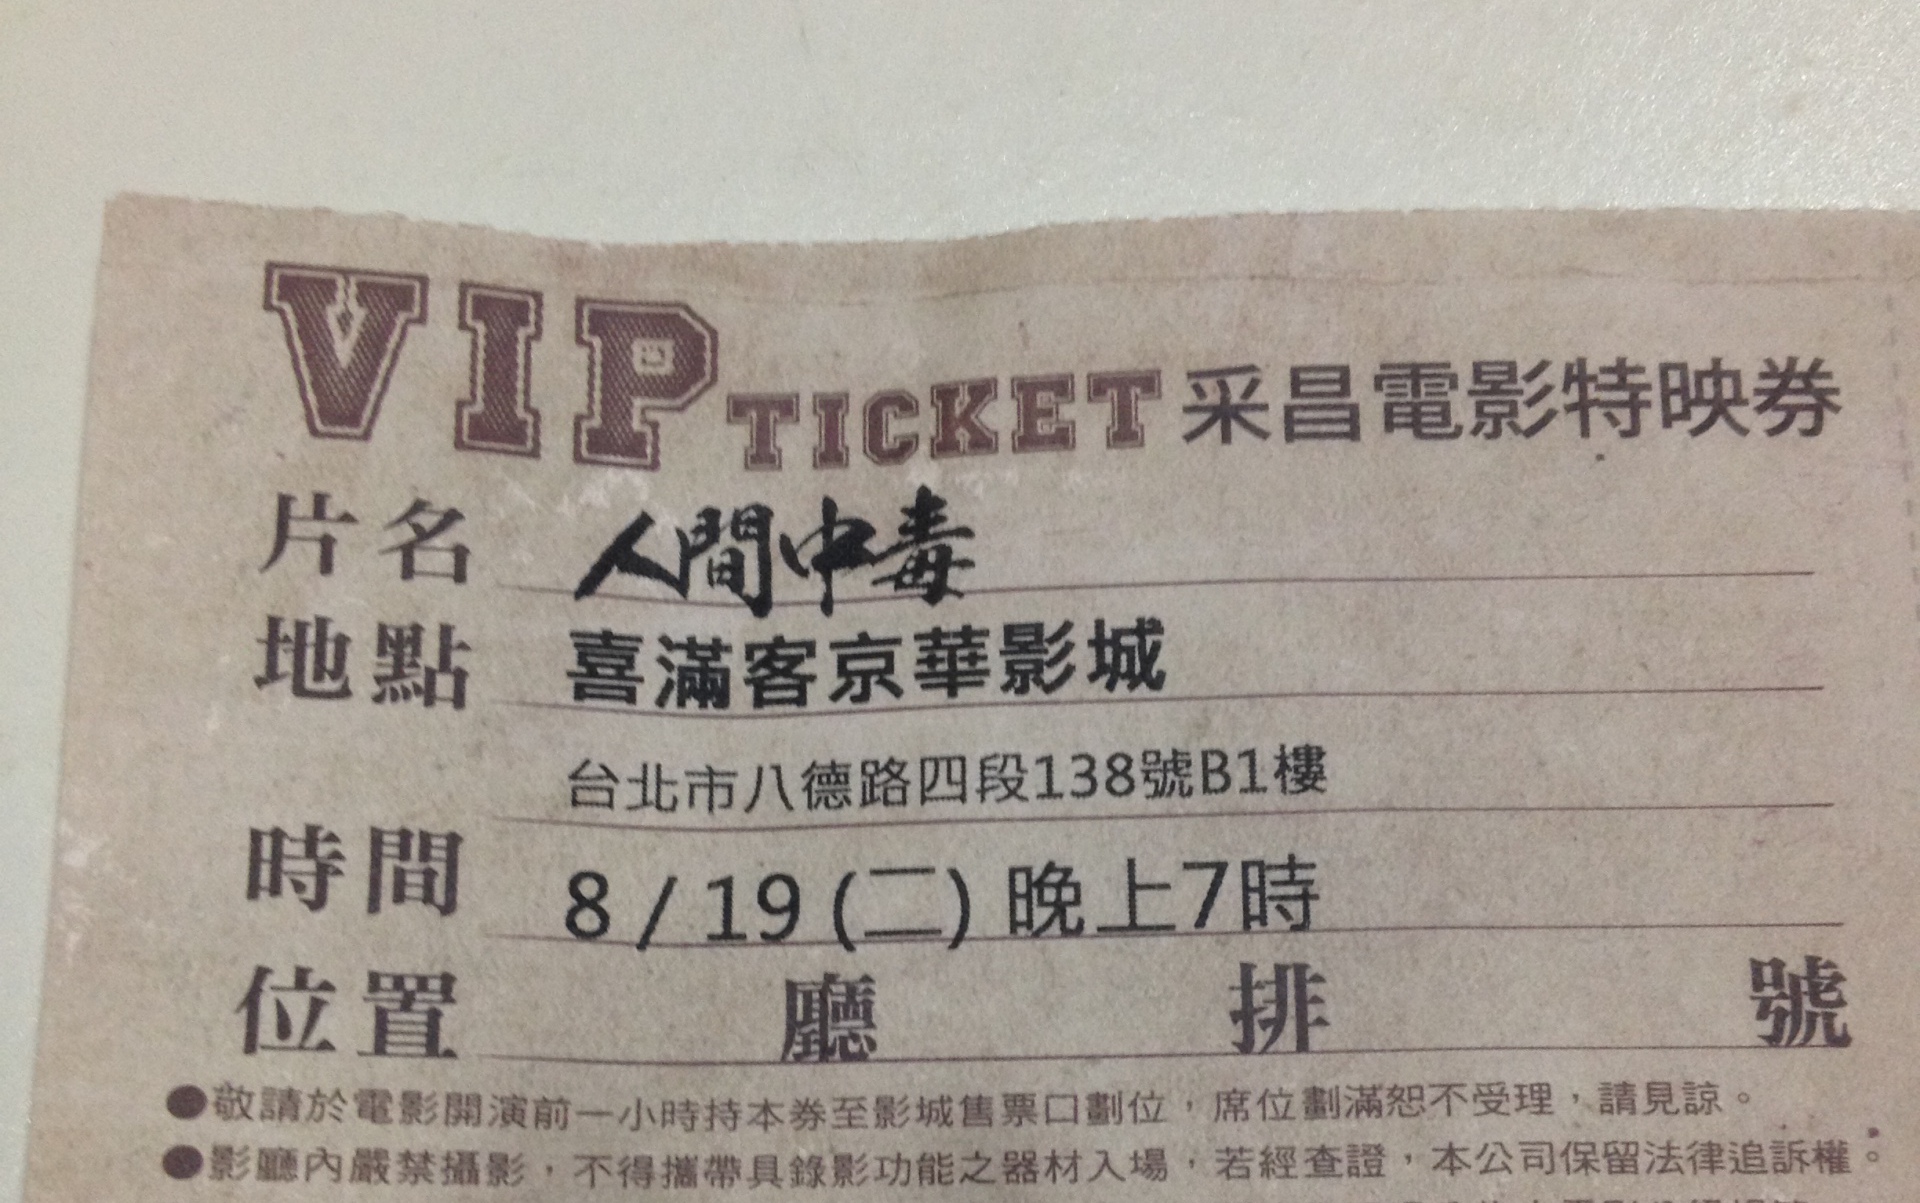 VIP TICKET 采昌電影特映券
片名 人間中毒
地點 喜滿客京華影城
台北市八德路四段138號B1樓
時間 8 / 19 (二) 晚上7時
位置 廳 排 號
●敬請於電影開演前一小時持本券至影城售票口劃位，席位劃滿恕不受理，請見諒。
●影廳內嚴禁攝影，不得攜帶具錄影功能之器材入場，若經查證，本公司保留法律追訴權。